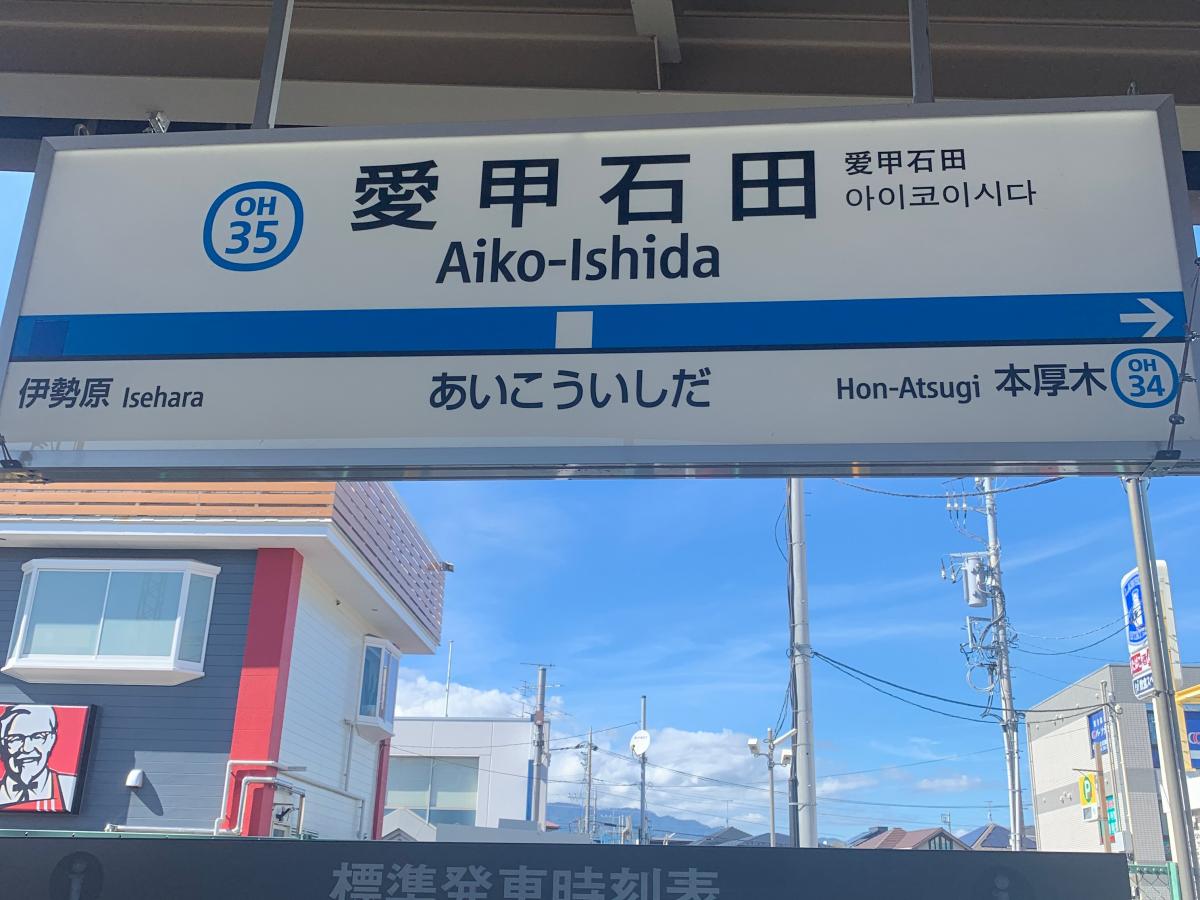 OH
35
愛甲石田
Aiko-Ishida
爱甲石田
아이코이시다
伊勢原 Isehara
あいこういしだ
Hon-Atsugi 本厚木
OH
34
標準発車時刻表
P